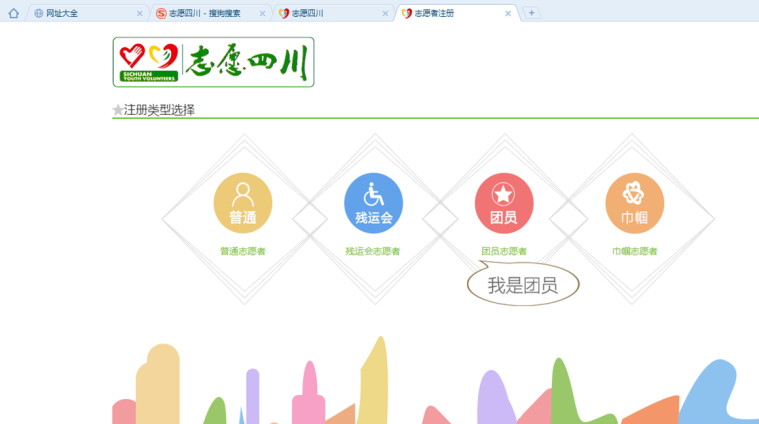 网址大全
志愿四川 - 搜狗搜索
志愿四川
志愿者注册
志愿四川
SICHUAN
YOUTH VOLUNTEERS
注册类型选择
普通
残运会
团员
巾帼
普通志愿者
残运会志愿者
团员志愿者
巾帼志愿者
我是团员